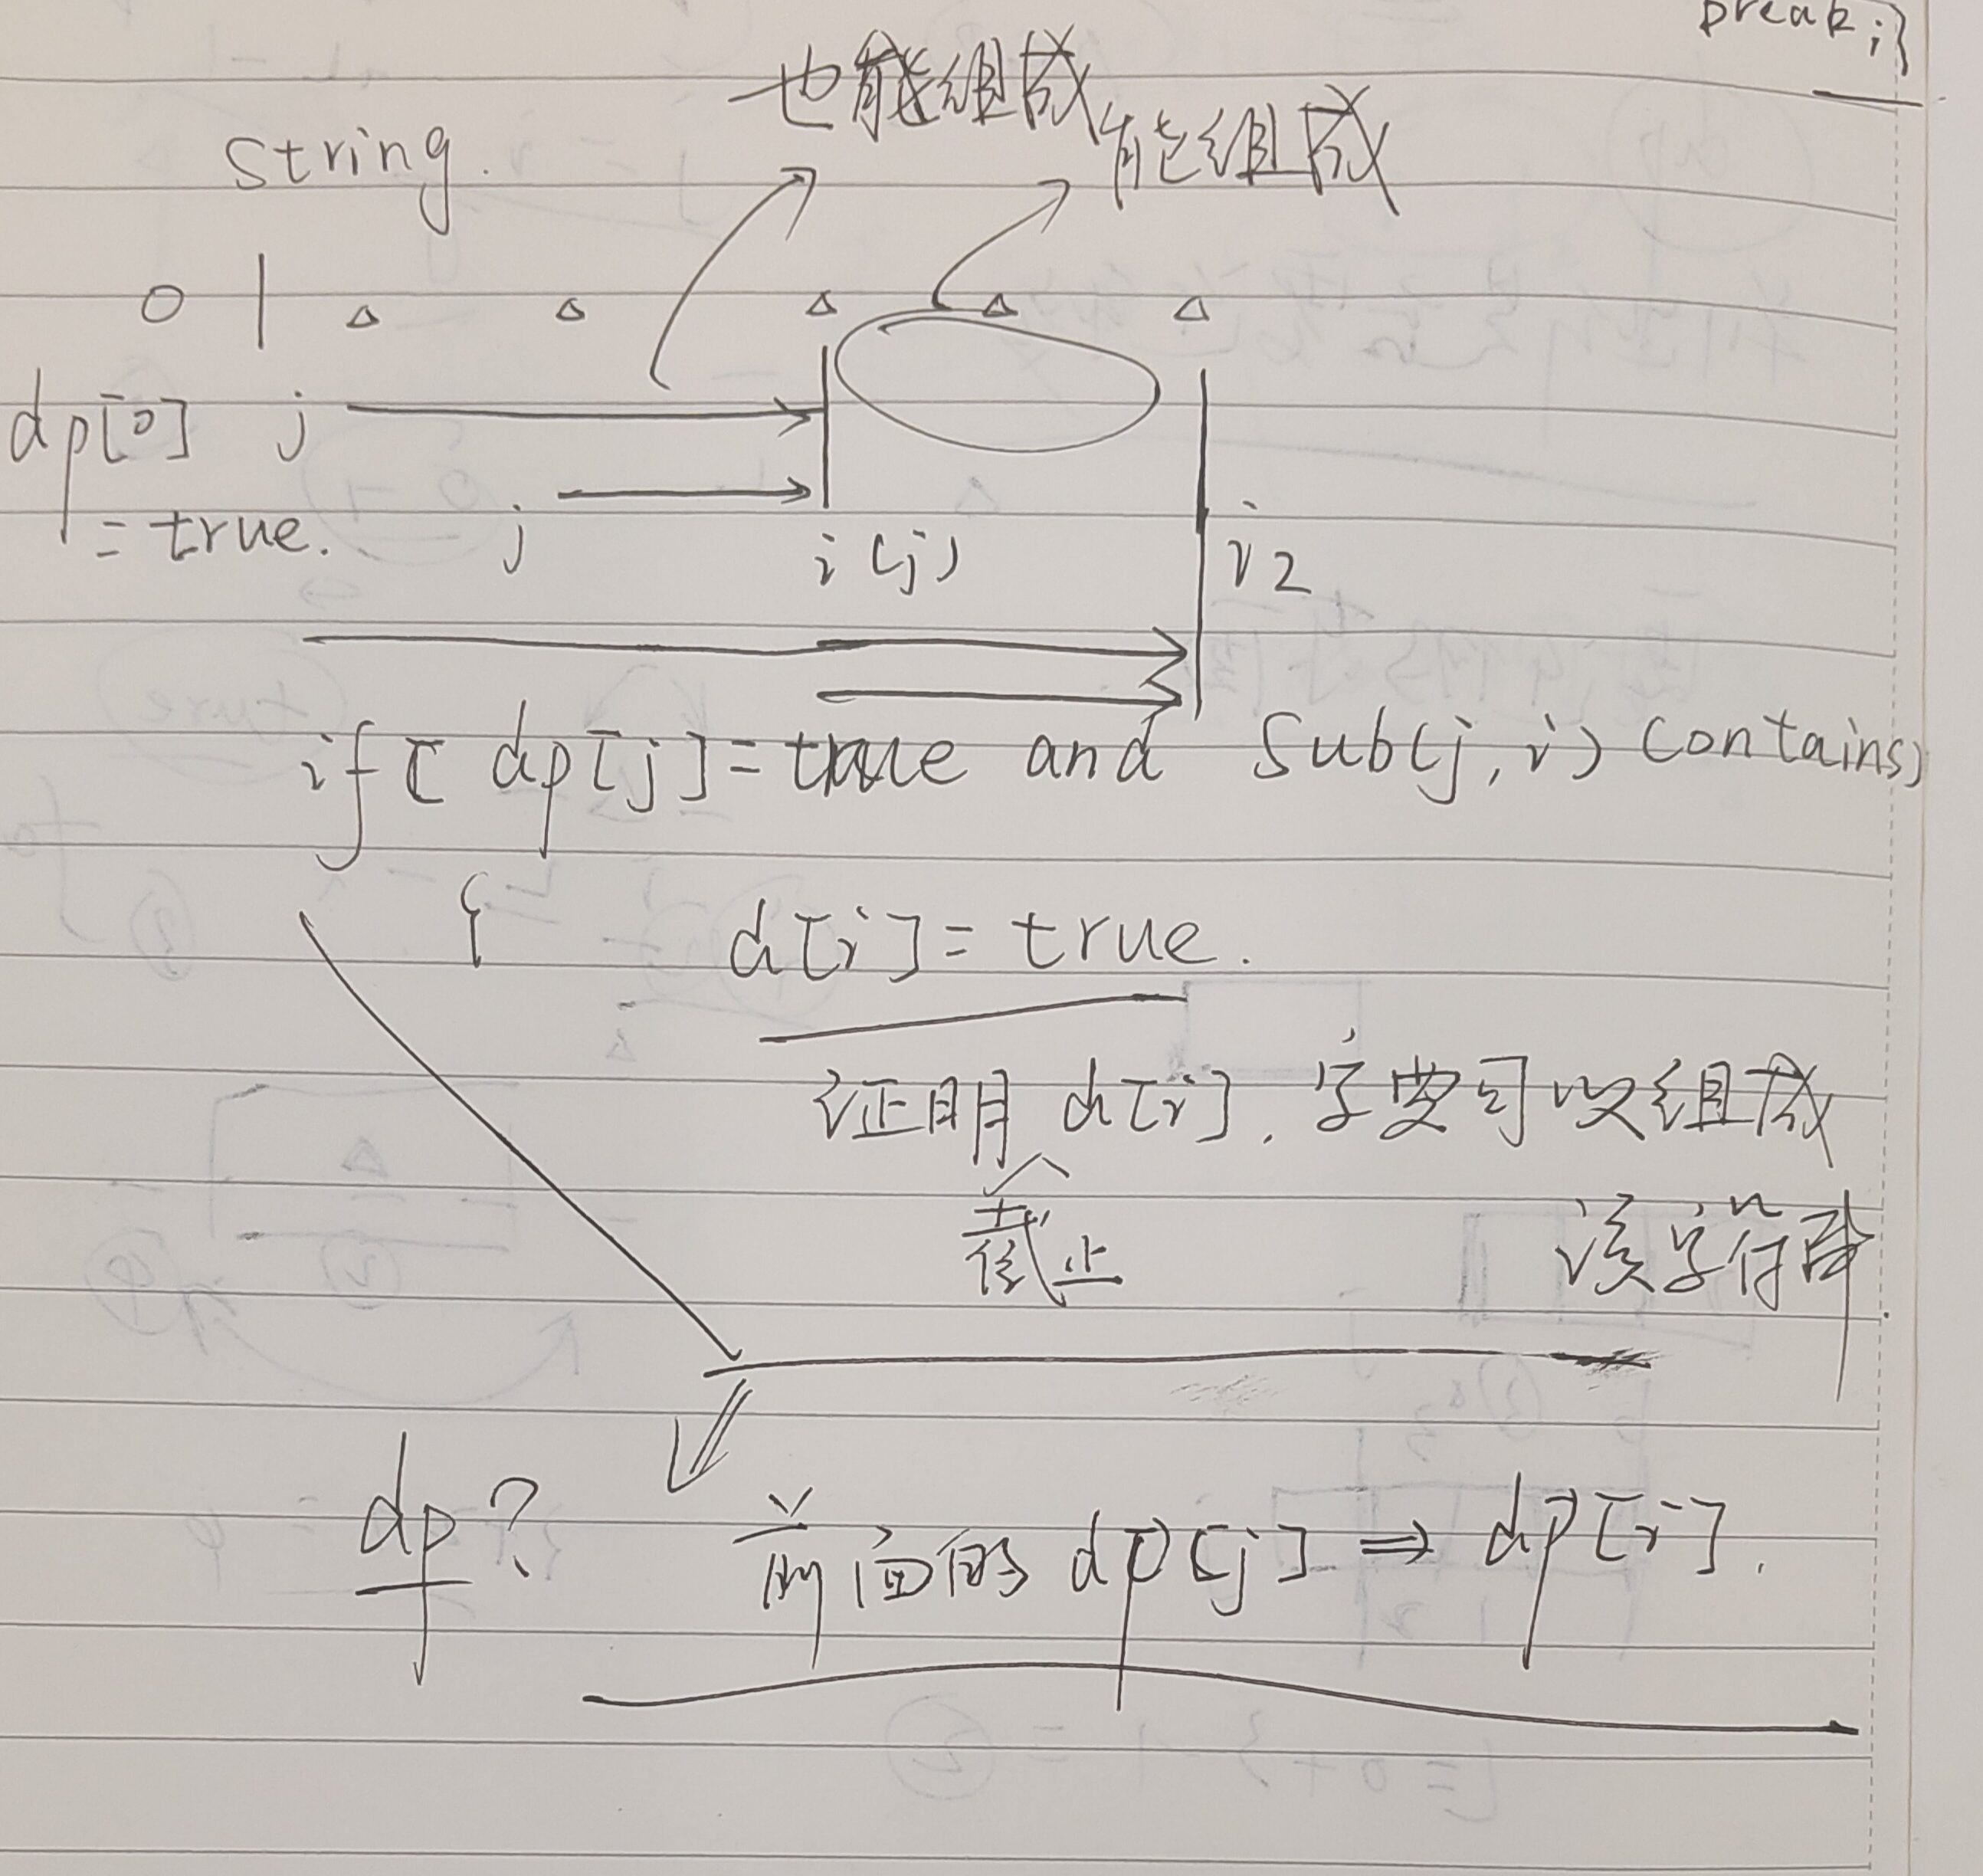 break;}
也能组成
能组成
string.
0
dp[0] j
= true. j i(j) i2
if [ dp[j]=true and Sub(j,i) contains)
{ d[i]=true.
证明 d[i],字典可以组成
截止 该字符串.
dp? 前面的 dp[j] ⇒ dp[i].